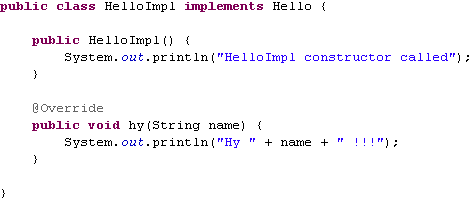 public class HelloImpl implements Hello {
public HelloImpl() {
System.out.println("HelloImpl constructor called");
}
@Override
public void hy(String name) {
System.out.println("Hy " + name + " !!!");
}
}